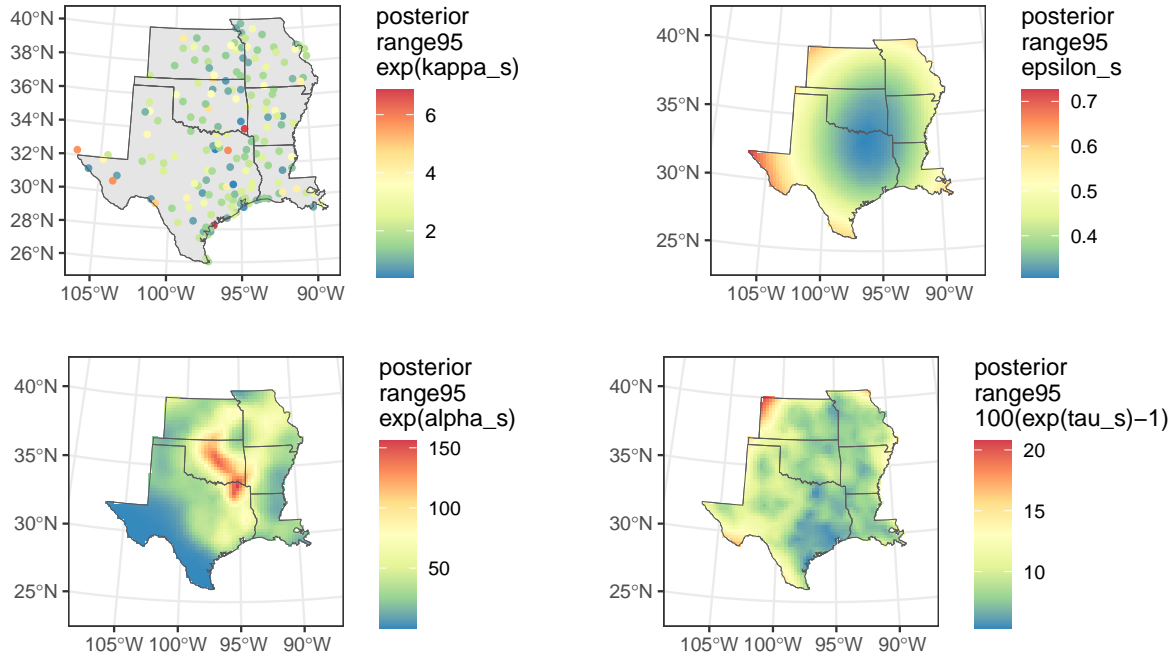 40°N
38°N
36°N
34°N
32°N
30°N
28°N
26°N
105°W 100°W 95°W 90°W
posterior
range95
exp(kappa_s)
6
4
2
40°N
35°N
30°N
25°N
105°W 100°W 95°W 90°W
posterior
range95
epsilon_s
0.7
0.6
0.5
0.4
40°N
35°N
30°N
25°N
105°W 100°W 95°W 90°W
posterior
range95
exp(alpha_s)
150
100
50
40°N
35°N
30°N
25°N
105°W 100°W 95°W 90°W
posterior
range95
100(exp(tau_s)−1)
20
15
10